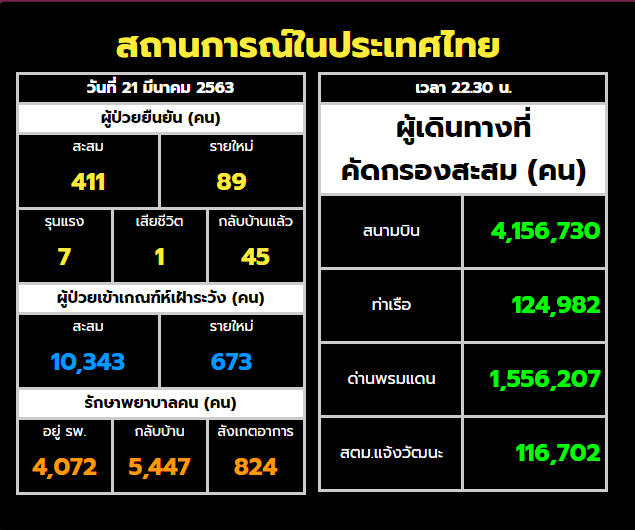 สถานการณ์ในประเทศไทย
วันที่ 21 มีนาคม 2563
ผู้ป่วยยืนยัน (คน)
สะสม รายใหม่
411 89
รุนแรง เสียชีวิต กลับบ้านแล้ว
7 1 45
ผู้ป่วยเข้าเกณฑ์ห์เฝ้าระวัง (คน)
สะสม รายใหม่
10,343 673
รักษาพยาบาลคน (คน)
อยู่ รพ. กลับบ้าน สังเกตอาการ
4,072 5,447 824
เวลา 22.30 น.
ผู้เดินทางที่
คัดกรองสะสม (คน)
สนามบิน 4,156,730
ท่าเรือ 124,982
ด่านพรมแดน 1,556,207
สตม.แจ้งวัฒนะ 116,702